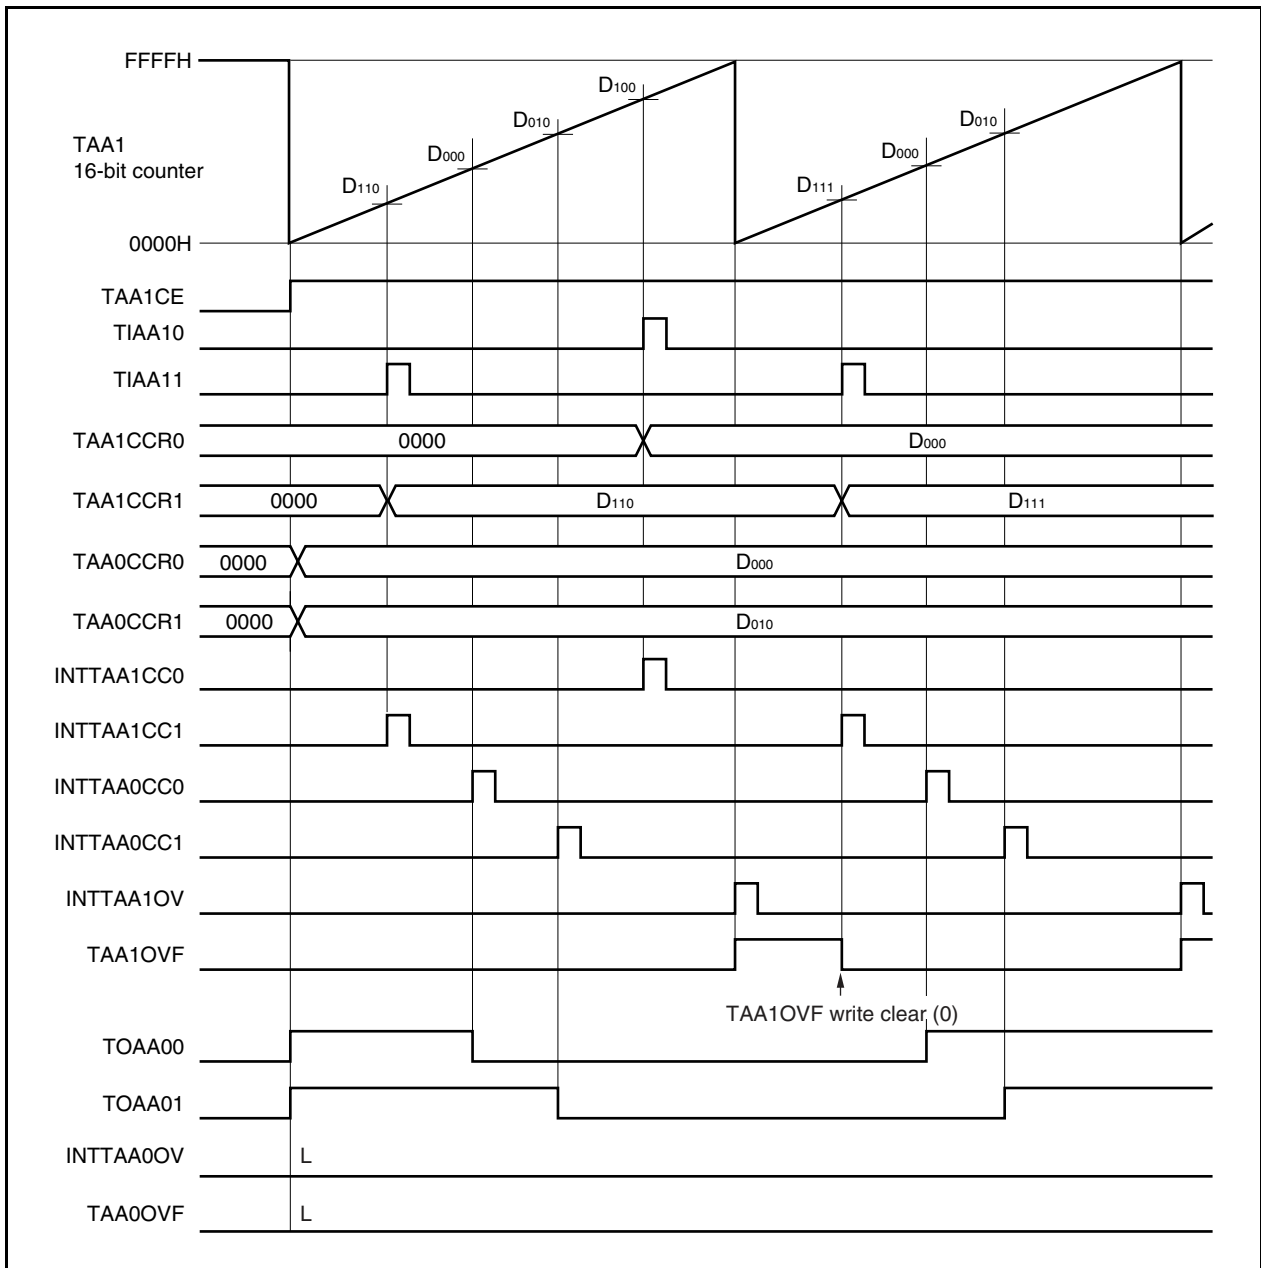 FFFFH
D100
D010
D010
TAA1
16-bit counter
D000
D000
D110
D111
0000H
TAA1CE
TIAA10
TIAA11
TAA1CCR0 0000 D000
TAA1CCR1 0000 D110 D111
TAA0CCR0 0000 D000
TAA0CCR1 0000 D010
INTTAA1CC0
INTTAA1CC1
INTTAA0CC0
INTTAA0CC1
INTTAA1OV
TAA1OVF
TAA1OVF write clear (0)
TOAA00
TOAA01
INTTAA0OV L
TAA0OVF L